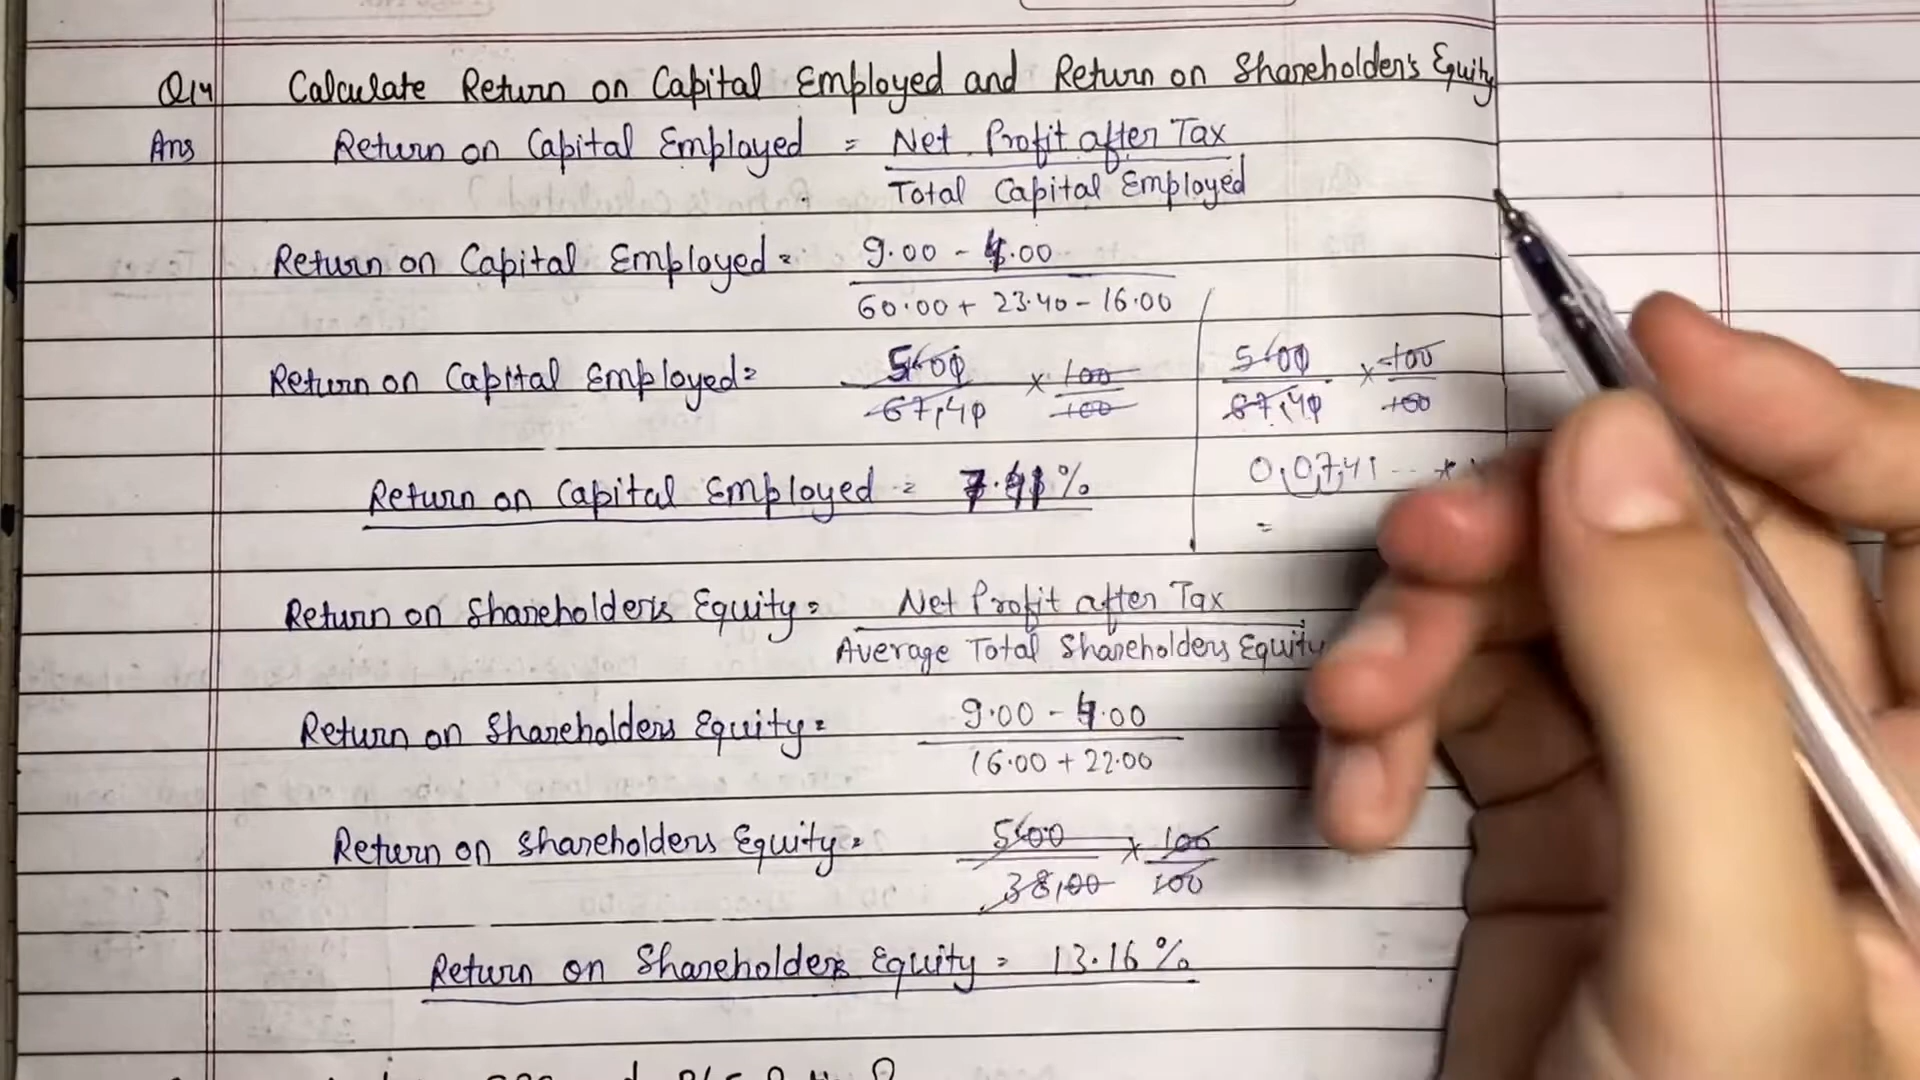 Q14 Calculate Return on Capital Employed and Return on Shareholder's Equity
Ans Return on Capital Employed = Net Profit after Tax
Total Capital Employed
Return on Capital Employed = 9.00 - 4.00
60.00 + 23.40 - 16.00
Return on Capital Employed = 5.00 × 100
67.40 100
5.00 × 100
67.40 100
Return on Capital Employed = 7.41%
0.0741
=
Return on Shareholders Equity = Net Profit after Tax
Average Total Shareholders Equity
Return on Shareholders Equity = 9.00 - 4.00
16.00 + 22.00
Return on Shareholders Equity = 5.00 × 100
38.00 100
Return on Shareholders Equity = 13.16%